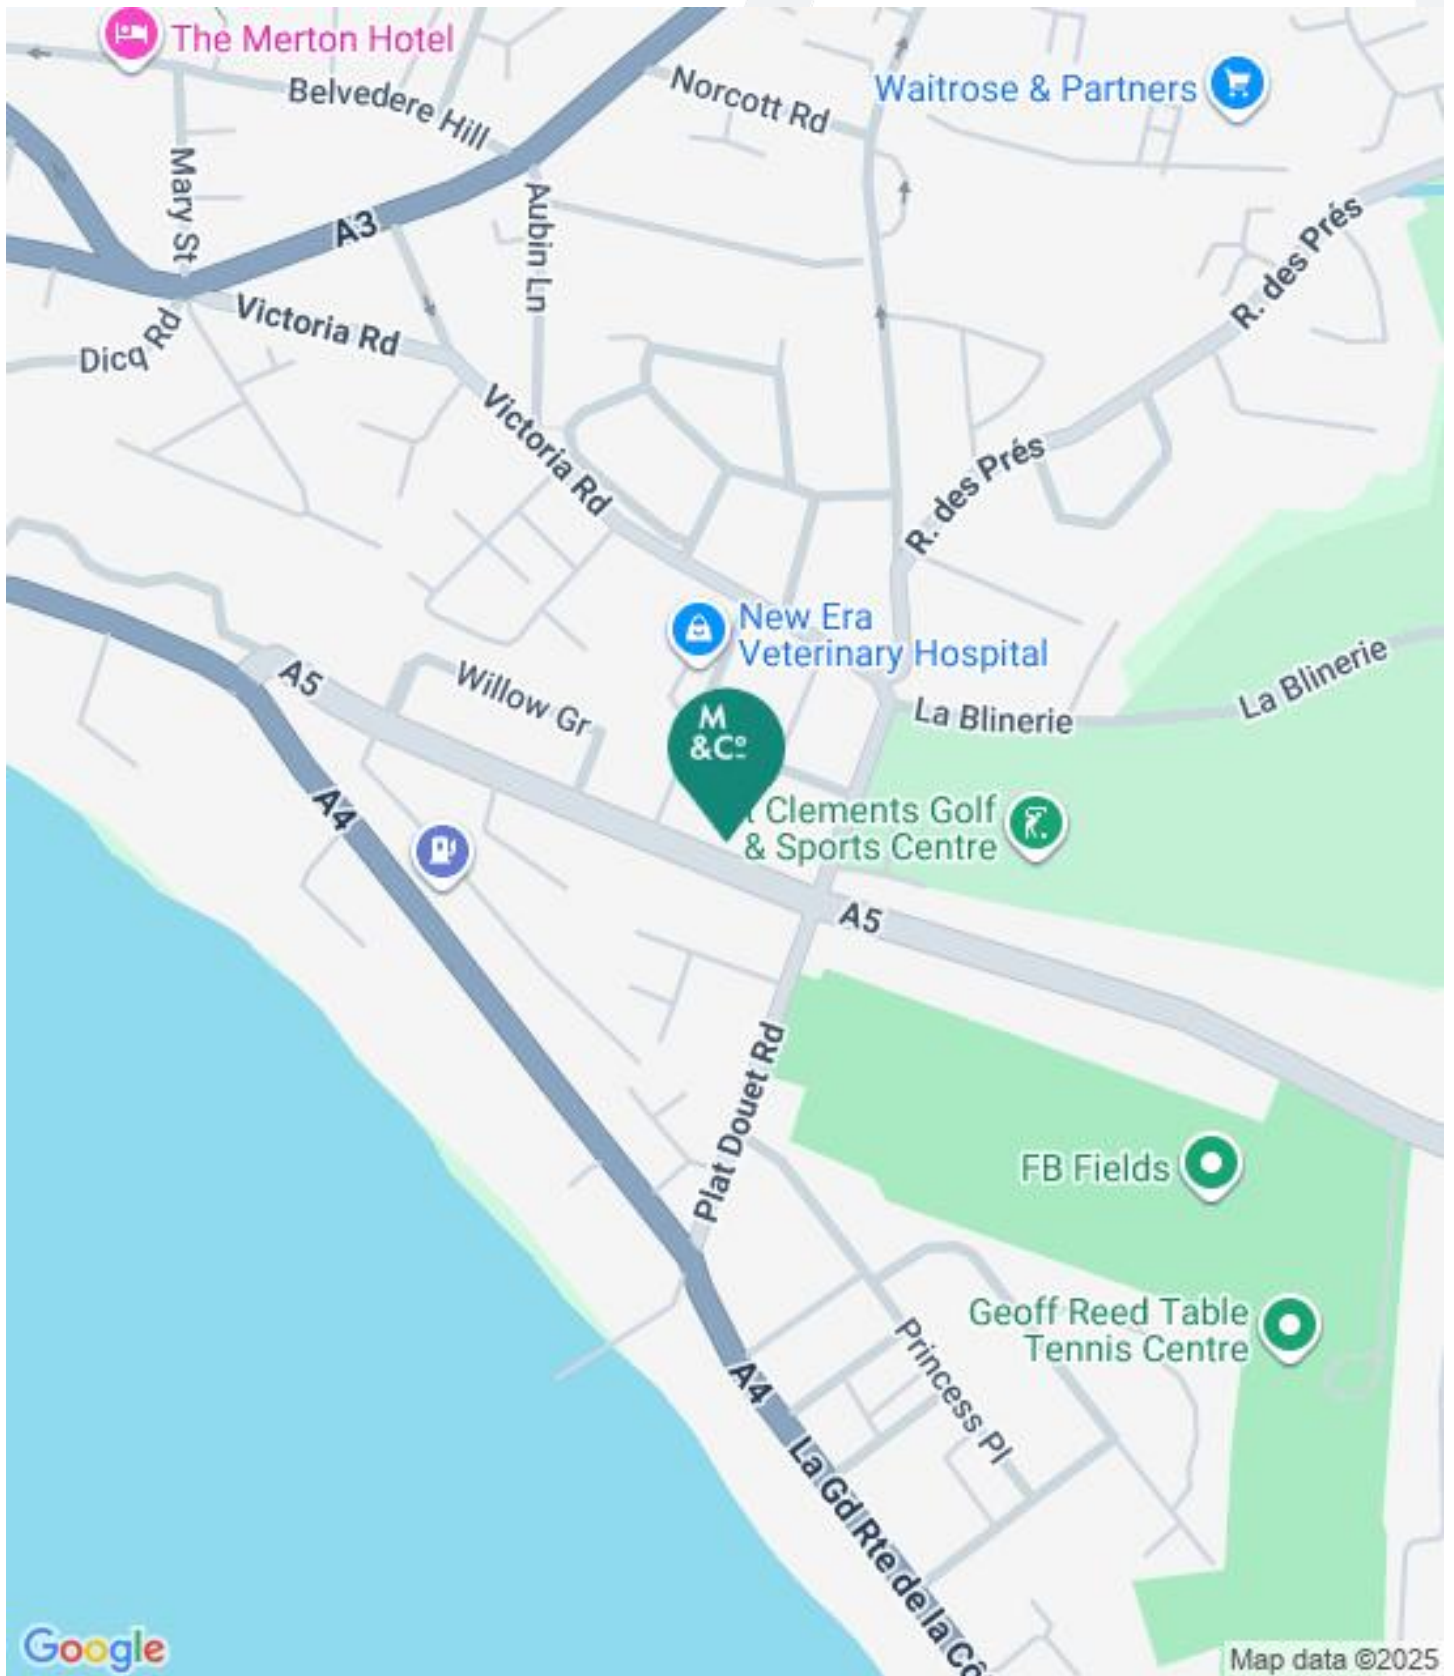 The Merton Hotel
Belvedere Hill
Norcott Rd
Waitrose & Partners
Mary St
A3
Aubin Ln
R. des Prés
Victoria Rd
Dicq Rd
Victoria Rd
R. des Prés
New Era
Veterinary Hospital
A5
Willow Gr
La Blinerie
La Blinerie
M
&Cº
A4
t Clements Golf
& Sports Centre
A5
Plat Douet Rd
FB Fields
Geoff Reed Table
Tennis Centre
Princess Pl
A4
La Gd Rte de la Cô
Google
Map data ©2025